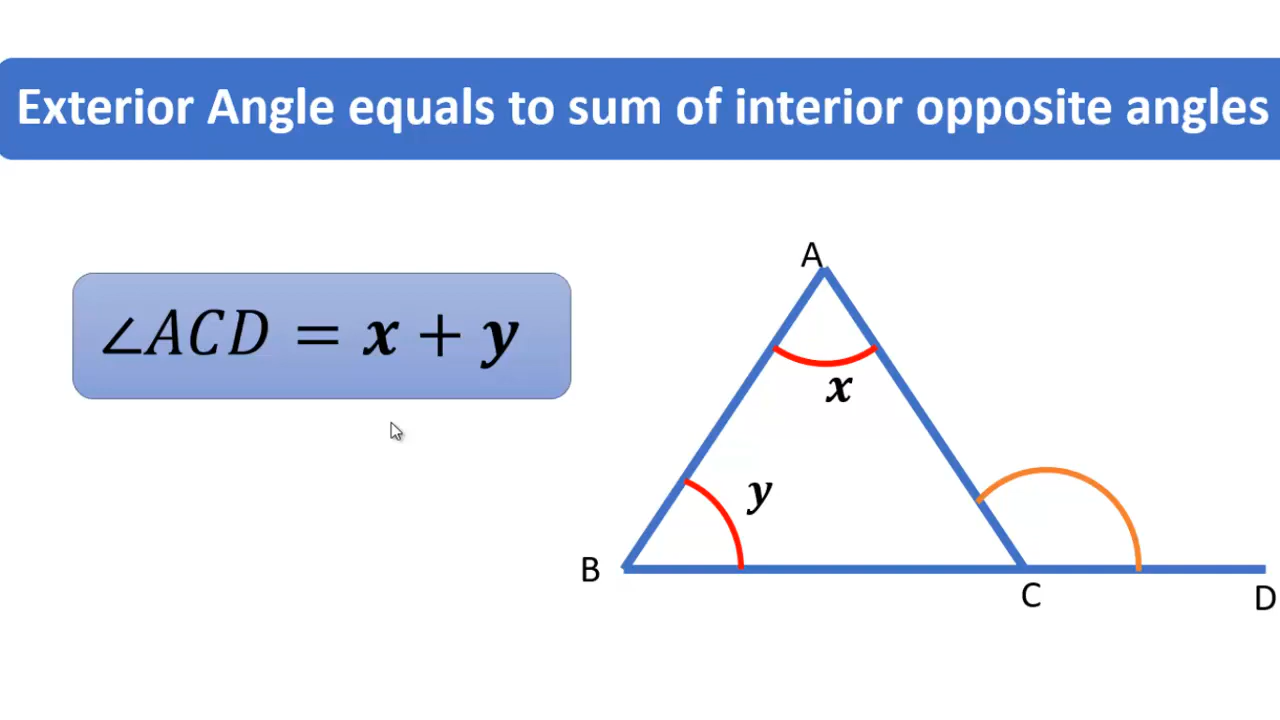 Exterior Angle equals to sum of interior opposite angles
∠ACD = x + y
A
x
y
B
C
D